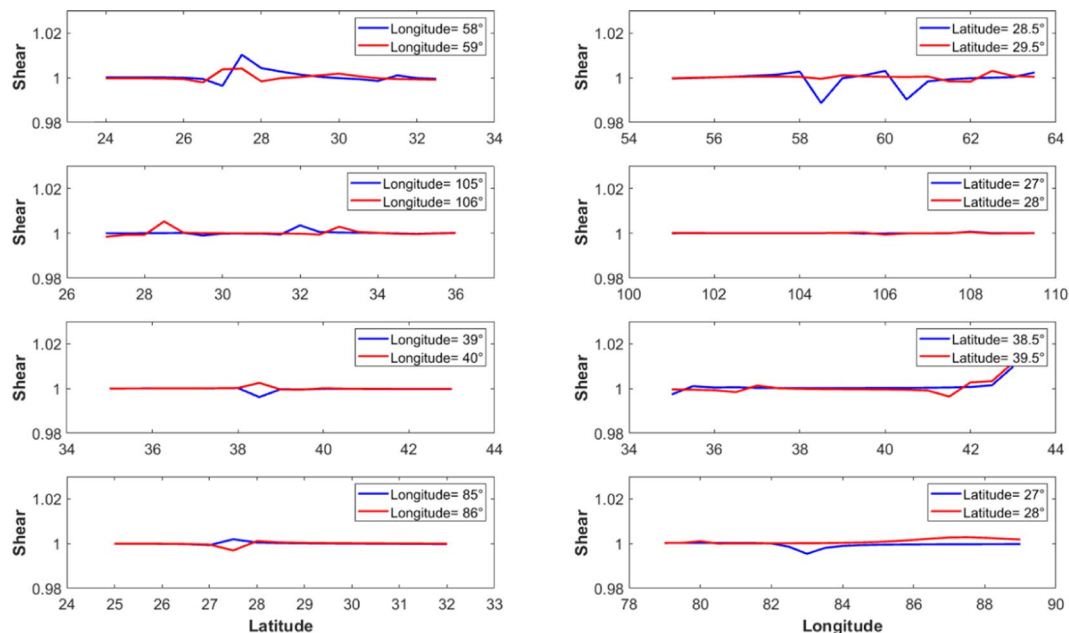 1.02
1
0.98
Shear
Longitude= 58°
Longitude= 59°
24 26 28 30 32 34
1.02
1
0.98
Shear
Latitude= 28.5°
Latitude= 29.5°
54 56 58 60 62 64
1.02
1
0.98
Shear
Longitude= 105°
Longitude= 106°
26 28 30 32 34 36
1.02
1
0.98
Shear
Latitude= 27°
Latitude= 28°
100 102 104 106 108 110
1.02
1
0.98
Shear
Longitude= 39°
Longitude= 40°
34 36 38 40 42 44
1.02
1
0.98
Shear
Latitude= 38.5°
Latitude= 39.5°
34 36 38 40 42 44
1.02
1
0.98
Shear
Longitude= 85°
Longitude= 86°
24 25 26 27 28 29 30 31 32 33
Latitude
1.02
1
0.98
Shear
Latitude= 27°
Latitude= 28°
78 80 82 84 86 88 90
Longitude